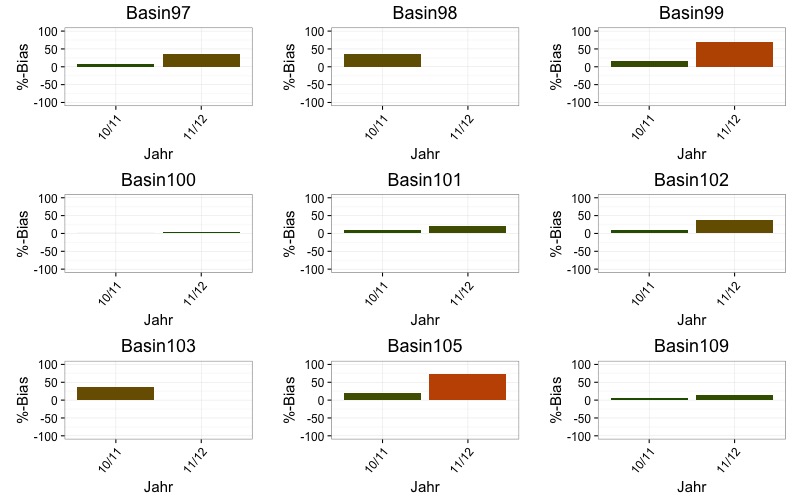 Basin97
%-Bias
100
50
0
-50
-100
10/11
11/12
Jahr
Basin98
%-Bias
100
50
0
-50
-100
10/11
11/12
Jahr
Basin99
%-Bias
100
50
0
-50
-100
10/11
11/12
Jahr
Basin100
%-Bias
100
50
0
-50
-100
10/11
11/12
Jahr
Basin101
%-Bias
100
50
0
-50
-100
10/11
11/12
Jahr
Basin102
%-Bias
100
50
0
-50
-100
10/11
11/12
Jahr
Basin103
%-Bias
100
50
0
-50
-100
10/11
11/12
Jahr
Basin105
%-Bias
100
50
0
-50
-100
10/11
11/12
Jahr
Basin109
%-Bias
100
50
0
-50
-100
10/11
11/12
Jahr